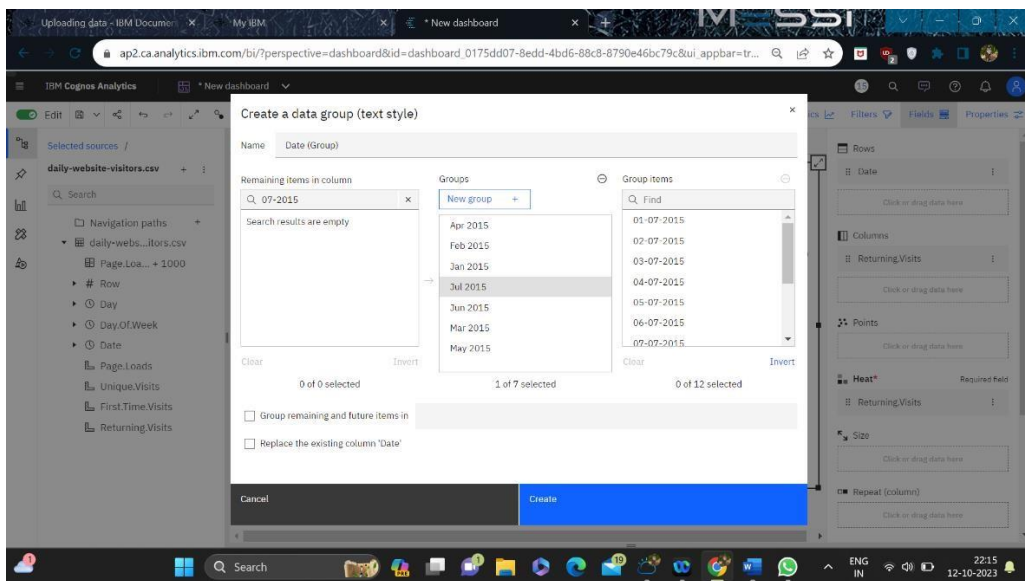 Uploading data - IBM Documen
My IBM
* New dashboard
MESSI
ap2.ca.analytics.ibm.com/bi/?perspective=dashboard&id=dashboard_0175dd07-8edd-4bd6-88c8-8790e46bc79c&ui_appbar=tr...
IBM Cognos Analytics
* New dashboard
15
Edit
Filters
Fields
Properties
Selected sources /
daily-website-visitors.csv
Search
Navigation paths
daily-webs...itors.csv
Page.Loa... + 1000
# Row
Day
Day.Of.Week
Date
Page.Loads
Unique.Visits
First.Time.Visits
Returning.Visits
Create a data group (text style)
Name Date (Group)
Remaining items in column
07-2015
Search results are empty
Clear Invert
0 of 0 selected
Groups
New group +
Apr 2015
Feb 2015
Jan 2015
Jul 2015
Jun 2015
Mar 2015
May 2015
1 of 7 selected
Group items
Find
01-07-2015
02-07-2015
03-07-2015
04-07-2015
05-07-2015
06-07-2015
07-07-2015
Clear Invert
0 of 12 selected
Group remaining and future items in
Replace the existing column 'Date'
Cancel
Create
Rows
Date
Click or drag data here
Columns
Returning.Visits
Click or drag data here
Points
Click or drag data here
Heat* Required field
Returning.Visits
Size
Click or drag data here
Repeat (column)
Click or drag data here
Search
ENG
IN
22:15
12-10-2023